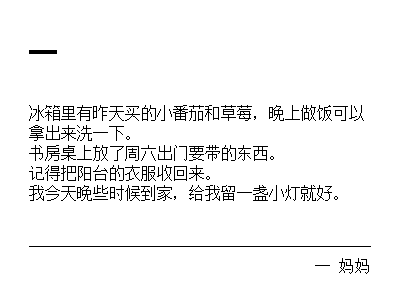 冰箱里有昨天买的小番茄和草莓，晚上做饭可以
拿出来洗一下。
书房桌上放了周六出门要带的东西。
记得把阳台的衣服收回来。
我今天晚些时候到家，给我留一盏小灯就好。
— 妈妈